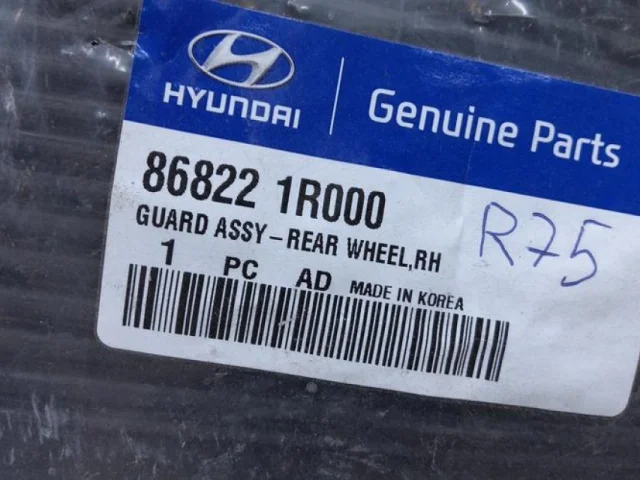 HYUNDAI
Genuine Parts
86822 1R000
GUARD ASSY-REAR WHEEL,RH
R75
1 PC AD MADE IN KOREA